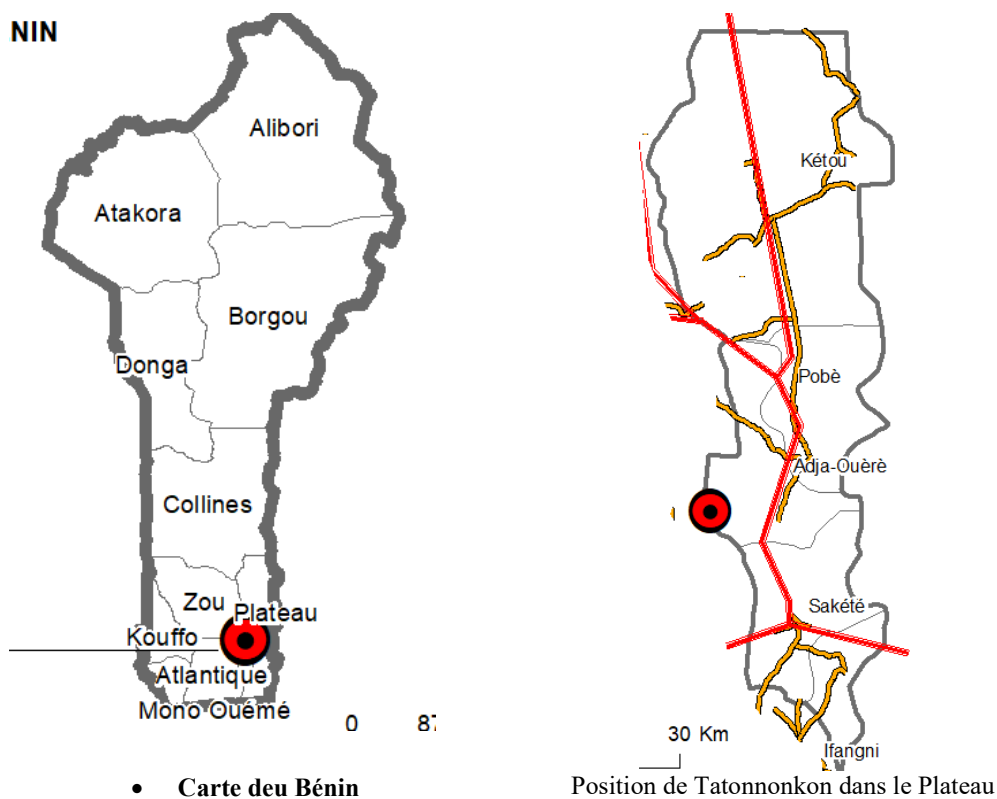 NIN
Alibori
Atakora
Borgou
Donga
Collines
Zou
Plateau
Kouffo
Atlantique
Mono Ouémé
0 87
• Carte deu Bénin
Kétou
Pobè
Adja-Ouèrè
Sakété
30 Km
Ifangni
Position de Tatonnonkon dans le Plateau